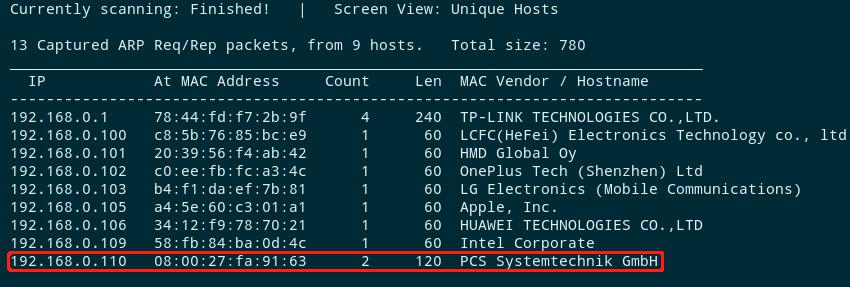 Currently scanning: Finished!   |   Screen View: Unique Hosts
13 Captured ARP Req/Rep packets, from 9 hosts.   Total size: 780
_____________________________________________________________________________
  IP            At MAC Address     Count     Len  MAC Vendor / Hostname
-----------------------------------------------------------------------------
192.168.0.1     78:44:fd:f7:2b:9f      4     240  TP-LINK TECHNOLOGIES CO.,LTD.
192.168.0.100   c8:5b:76:85:bc:e9      1      60  LCFC(HeFei) Electronics Technology co., ltd
192.168.0.101   20:39:56:f4:ab:42      1      60  HMD Global Oy
192.168.0.102   c0:ee:fb:fc:a3:4c      1      60  OnePlus Tech (Shenzhen) Ltd
192.168.0.103   b4:f1:da:ef:7b:81      1      60  LG Electronics (Mobile Communications)
192.168.0.105   a4:5e:60:c3:01:a1      1      60  Apple, Inc.
192.168.0.106   34:12:f9:78:70:21      1      60  HUAWEI TECHNOLOGIES CO.,LTD
192.168.0.109   58:fb:84:ba:0d:4c      1      60  Intel Corporate
192.168.0.110   08:00:27:fa:91:63      2     120  PCS Systemtechnik GmbH